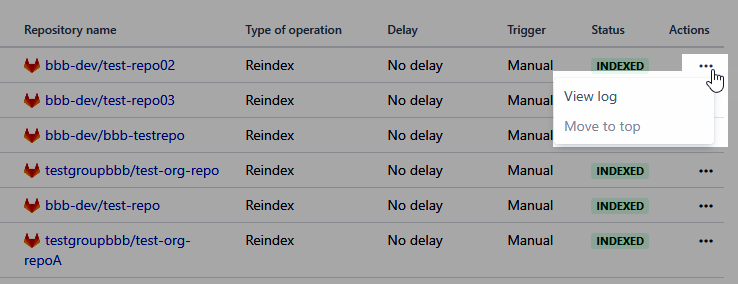 Repository name Type of operation Delay Trigger Status Actions
bbb-dev/test-repo02 Reindex No delay Manual INDEXED
View log
bbb-dev/test-repo03 Reindex No delay Manual
Move to top
bbb-dev/bbb-testrepo Reindex No delay Manual
testgroupbbb/test-org-repo Reindex No delay Manual INDEXED
bbb-dev/test-repo Reindex No delay Manual INDEXED
testgroupbbb/test-org- Reindex No delay Manual INDEXED
repoA